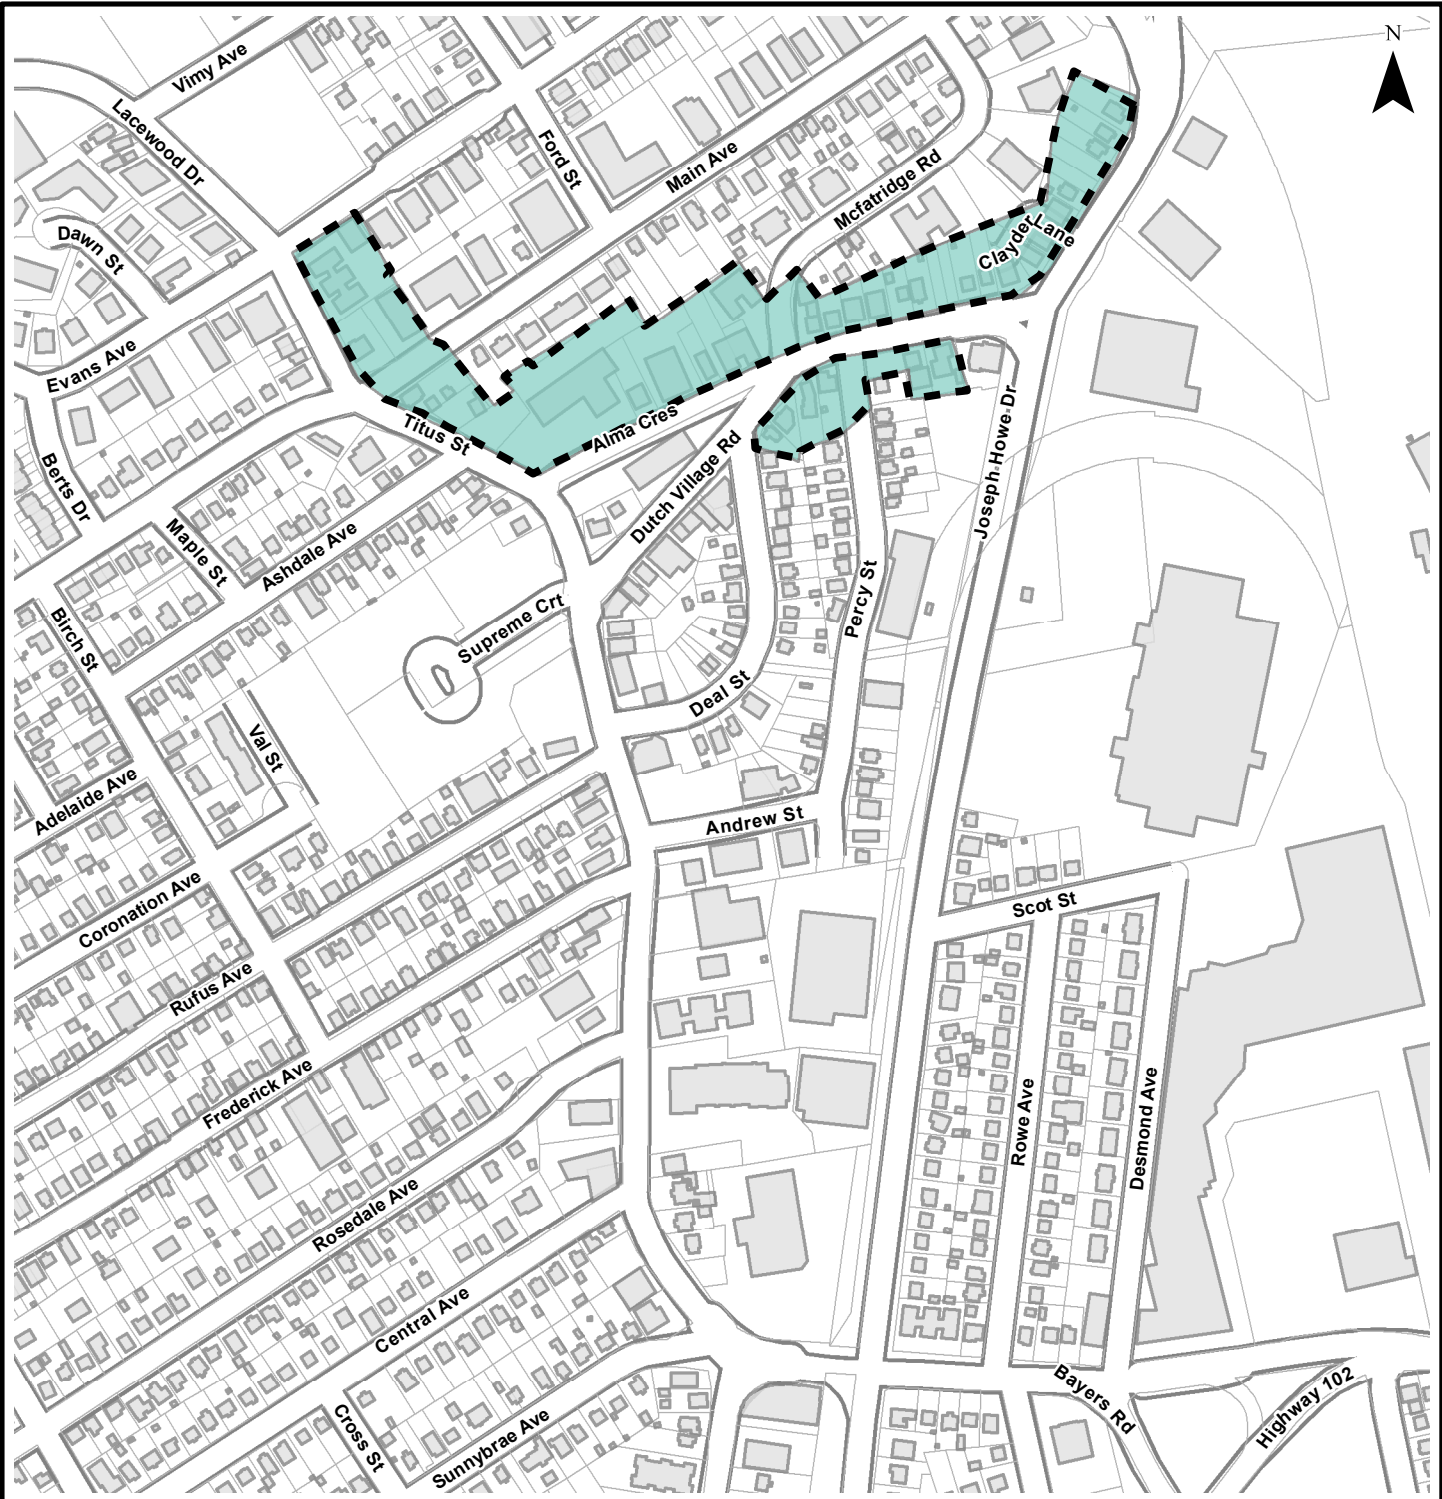 N
Vimy Ave
Lacewood Dr
Ford St
Main Ave
Mcfatridge Rd
Dawn St
Clayder Lane
Evans Ave
Titus St
Alma Cres
Joseph Howe Dr
Dutch Village Rd
Berts Dr
Maple St
Ashdale Ave
Percy St
Birch St
Supreme Crt
Deal St
Val St
Adelaide Ave
Andrew St
Coronation Ave
Scot St
Rufus Ave
Frederick Ave
Rowe Ave
Desmond Ave
Rosedale Ave
Central Ave
Bayers Rd
Highway 102
Cross St
Sunnybrae Ave